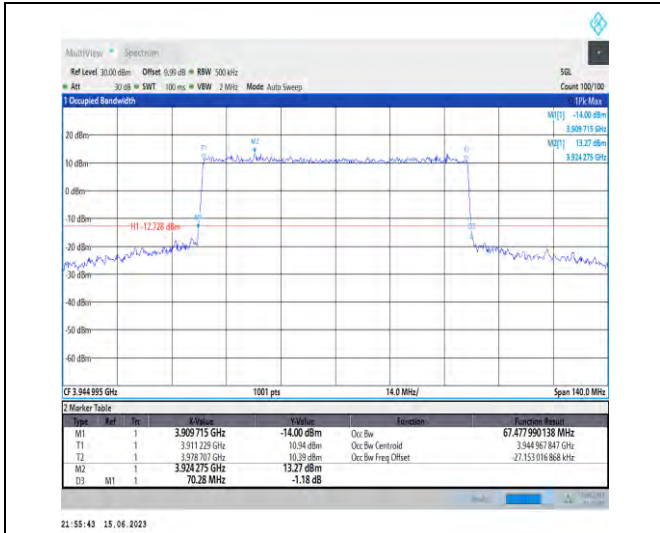 MultiView Spectrum
Ref Level 30.00 dBm Offset 9.99 dB RBW 500 kHz SGL
Att 30 dB SWT 100 ms VBW 2 MHz Mode Auto Sweep Count 100/100
1 Occupied Bandwidth 1Pk Max
M1[1] -14.00 dBm
3.909 715 GHz
M2[1] 13.27 dBm
3.924 275 GHz
20 dBm
M2
T1
T2
10 dBm
0 dBm
-10 dBm
M1
H1 -12.728 dBm
D3
-20 dBm
-30 dBm
-40 dBm
-50 dBm
-60 dBm
CF 3.944 995 GHz 1001 pts 14.0 MHz/ Span 140.0 MHz
2 Marker Table
Type Ref Trc X-Value Y-Value Function Function Result
M1 1 3.909 715 GHz -14.00 dBm Occ Bw 67.477 990 138 MHz
T1 1 3.911 229 GHz 10.94 dBm Occ Bw Centroid 3.944 967 847 GHz
T2 1 3.978 707 GHz 10.39 dBm Occ Bw Freq Offset -27.153 016 868 kHz
M2 1 3.924 275 GHz 13.27 dBm
D3 M1 1 70.28 MHz -1.18 dB
21:55:43 15.06.2023